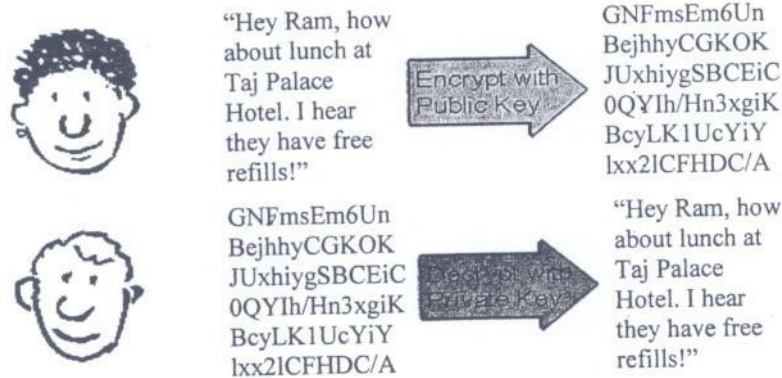 “Hey Ram, how
about lunch at
Taj Palace
Hotel. I hear
they have free
refills!”
Encrypt with
Public Key
GNFmsEm6Un
BejhhyCGKOK
JUxhiygSBCEiC
0QYIh/Hn3xgiK
BcyLK1UcYiY
lxx2lCFHDC/A
GNFmsEm6Un
BejhhyCGKOK
JUxhiygSBCEiC
0QYIh/Hn3xgiK
BcyLK1UcYiY
lxx2lCFHDC/A
Decrypt with
Private Key
“Hey Ram, how
about lunch at
Taj Palace
Hotel. I hear
they have free
refills!”